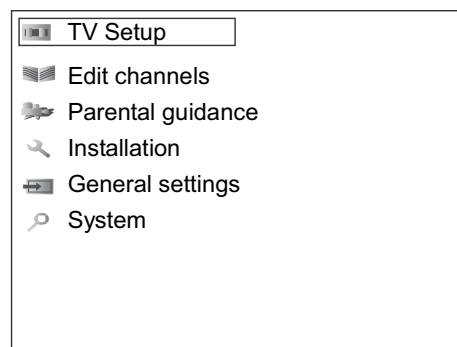 TV Setup
Edit channels
Parental guidance
Installation
General settings
System